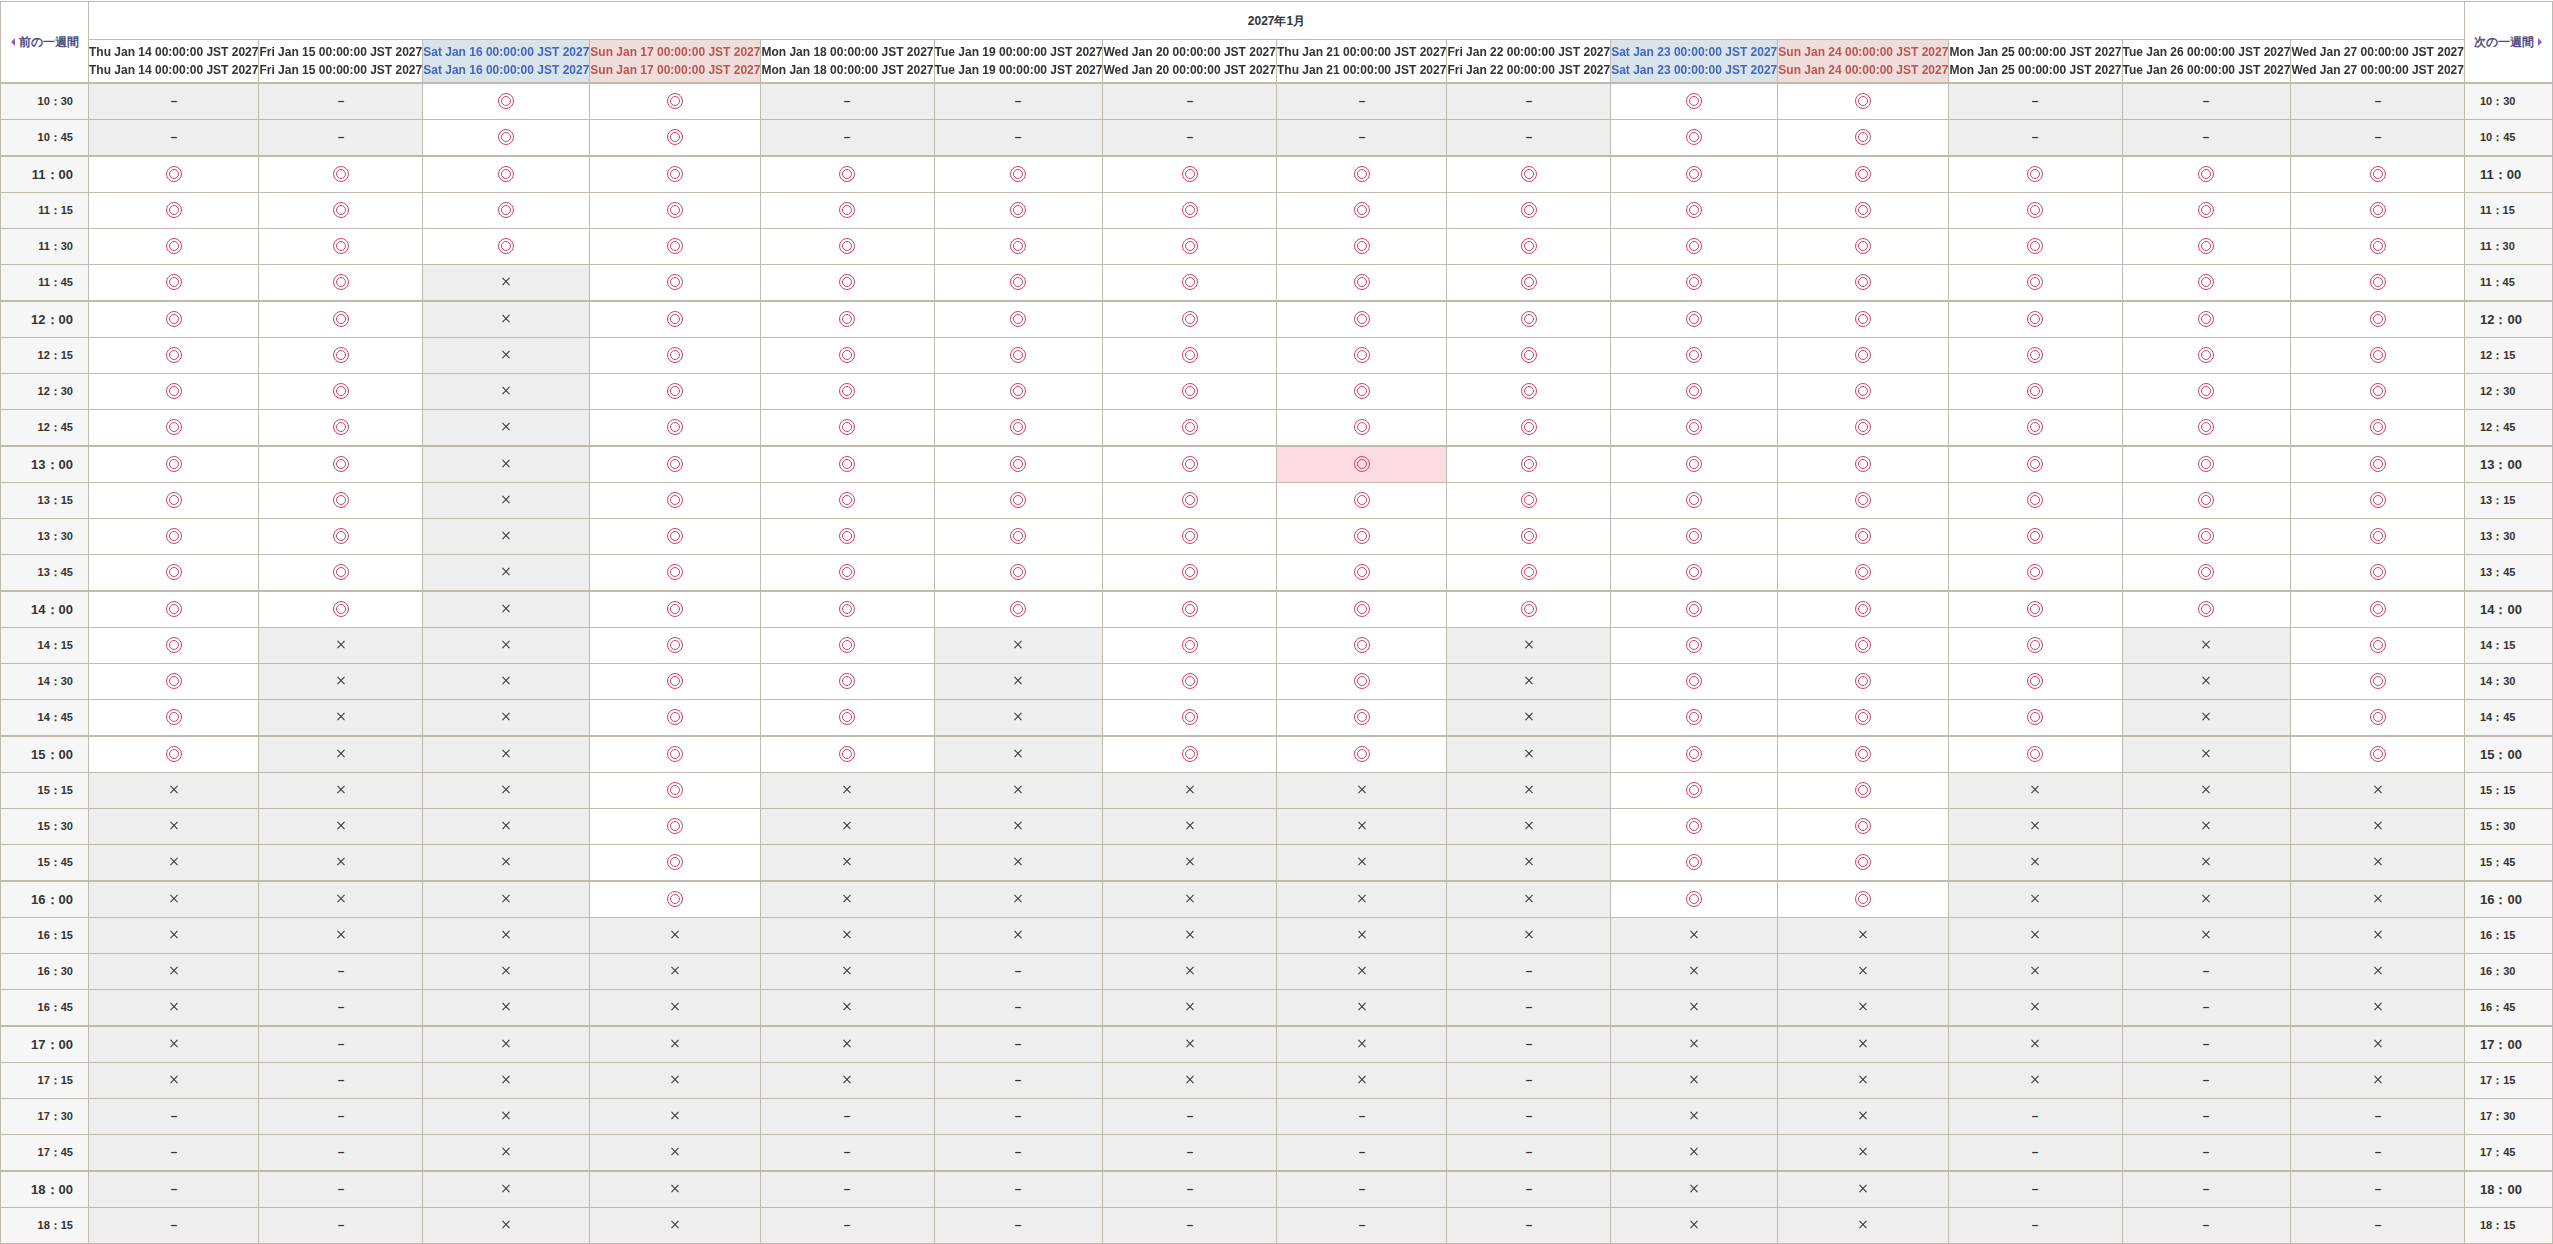 2027年1月
前の一週間 次の一週間
Thu Jan 14 00:00:00 JST 2027 Fri Jan 15 00:00:00 JST 2027 Sat Jan 16 00:00:00 JST 2027 Sun Jan 17 00:00:00 JST 2027 Mon Jan 18 00:00:00 JST 2027 Tue Jan 19 00:00:00 JST 2027 Wed Jan 20 00:00:00 JST 2027 Thu Jan 21 00:00:00 JST 2027 Fri Jan 22 00:00:00 JST 2027 Sat Jan 23 00:00:00 JST 2027 Sun Jan 24 00:00:00 JST 2027 Mon Jan 25 00:00:00 JST 2027 Tue Jan 26 00:00:00 JST 2027 Wed Jan 27 00:00:00 JST 2027
Thu Jan 14 00:00:00 JST 2027 Fri Jan 15 00:00:00 JST 2027 Sat Jan 16 00:00:00 JST 2027 Sun Jan 17 00:00:00 JST 2027 Mon Jan 18 00:00:00 JST 2027 Tue Jan 19 00:00:00 JST 2027 Wed Jan 20 00:00:00 JST 2027 Thu Jan 21 00:00:00 JST 2027 Fri Jan 22 00:00:00 JST 2027 Sat Jan 23 00:00:00 JST 2027 Sun Jan 24 00:00:00 JST 2027 Mon Jan 25 00:00:00 JST 2027 Tue Jan 26 00:00:00 JST 2027 Wed Jan 27 00:00:00 JST 2027
10：30 − − ◎ ◎ − − − − − ◎ ◎ − − − 10：30
10：45 − − ◎ ◎ − − − − − ◎ ◎ − − − 10：45
11：00 ◎ ◎ ◎ ◎ ◎ ◎ ◎ ◎ ◎ ◎ ◎ ◎ ◎ ◎ 11：00
11：15 ◎ ◎ ◎ ◎ ◎ ◎ ◎ ◎ ◎ ◎ ◎ ◎ ◎ ◎ 11：15
11：30 ◎ ◎ ◎ ◎ ◎ ◎ ◎ ◎ ◎ ◎ ◎ ◎ ◎ ◎ 11：30
11：45 ◎ ◎ × ◎ ◎ ◎ ◎ ◎ ◎ ◎ ◎ ◎ ◎ ◎ 11：45
12：00 ◎ ◎ × ◎ ◎ ◎ ◎ ◎ ◎ ◎ ◎ ◎ ◎ ◎ 12：00
12：15 ◎ ◎ × ◎ ◎ ◎ ◎ ◎ ◎ ◎ ◎ ◎ ◎ ◎ 12：15
12：30 ◎ ◎ × ◎ ◎ ◎ ◎ ◎ ◎ ◎ ◎ ◎ ◎ ◎ 12：30
12：45 ◎ ◎ × ◎ ◎ ◎ ◎ ◎ ◎ ◎ ◎ ◎ ◎ ◎ 12：45
13：00 ◎ ◎ × ◎ ◎ ◎ ◎ ◎ ◎ ◎ ◎ ◎ ◎ ◎ 13：00
13：15 ◎ ◎ × ◎ ◎ ◎ ◎ ◎ ◎ ◎ ◎ ◎ ◎ ◎ 13：15
13：30 ◎ ◎ × ◎ ◎ ◎ ◎ ◎ ◎ ◎ ◎ ◎ ◎ ◎ 13：30
13：45 ◎ ◎ × ◎ ◎ ◎ ◎ ◎ ◎ ◎ ◎ ◎ ◎ ◎ 13：45
14：00 ◎ ◎ × ◎ ◎ ◎ ◎ ◎ ◎ ◎ ◎ ◎ ◎ ◎ 14：00
14：15 ◎ × × ◎ ◎ × ◎ ◎ × ◎ ◎ ◎ × ◎ 14：15
14：30 ◎ × × ◎ ◎ × ◎ ◎ × ◎ ◎ ◎ × ◎ 14：30
14：45 ◎ × × ◎ ◎ × ◎ ◎ × ◎ ◎ ◎ × ◎ 14：45
15：00 ◎ × × ◎ ◎ × ◎ ◎ × ◎ ◎ ◎ × ◎ 15：00
15：15 × × × ◎ × × × × × ◎ ◎ × × × 15：15
15：30 × × × ◎ × × × × × ◎ ◎ × × × 15：30
15：45 × × × ◎ × × × × × ◎ ◎ × × × 15：45
16：00 × × × ◎ × × × × × ◎ ◎ × × × 16：00
16：15 × × × × × × × × × × × × × × 16：15
16：30 × − × × × − × × − × × × − × 16：30
16：45 × − × × × − × × − × × × − × 16：45
17：00 × − × × × − × × − × × × − × 17：00
17：15 × − × × × − × × − × × × − × 17：15
17：30 − − × × − − − − − × × − − − 17：30
17：45 − − × × − − − − − × × − − − 17：45
18：00 − − × × − − − − − × × − − − 18：00
18：15 − − × × − − − − − × × − − − 18：15